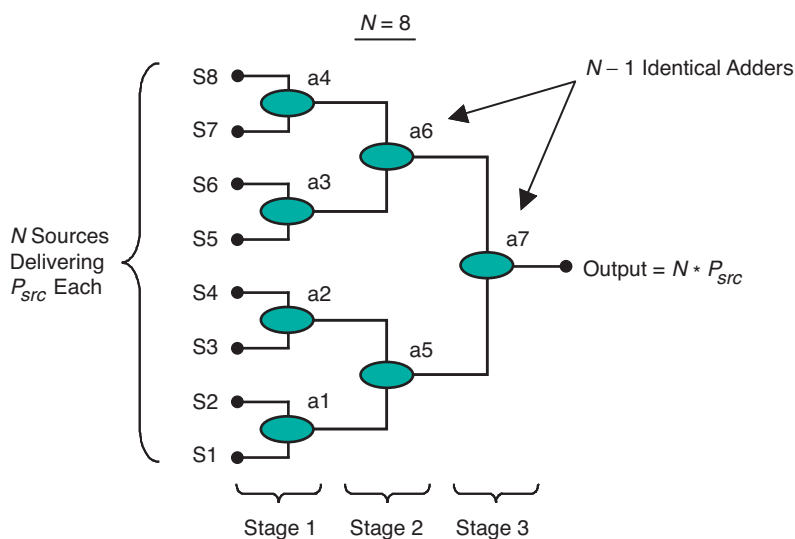 N = 8
S8
a4
N – 1 Identical Adders
S7
a6
S6
a3
S5
N Sources
Delivering
Psrc Each
a7
Output = N * Psrc
S4
a2
S3
a5
S2
a1
S1
Stage 1
Stage 2
Stage 3